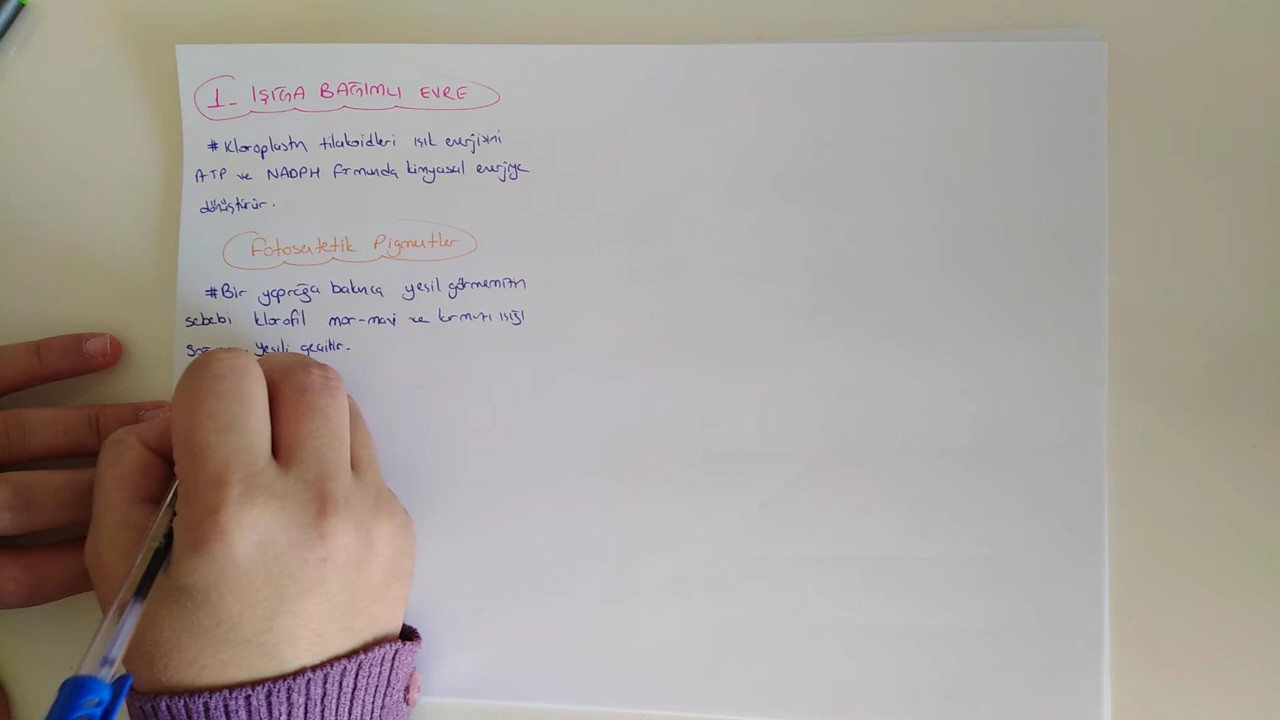 1- IŞIĞA BAĞIMLI EVRE
#Kloroplastın tilakoidleri ışık enerjisini
ATP ve NADPH formunda kimyasal enerjiye
dönüştürür.
Fotosentetik Pigmentler
#Bir yaprağa bakınca yeşil görmemizin
sebebi klorofil mor-mavi ve kırmızı ışığı
yeşili geçirir.